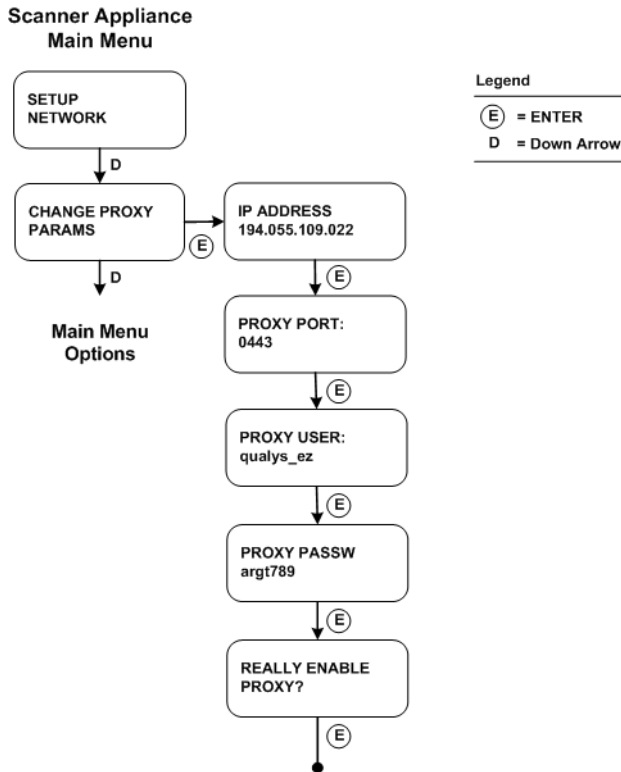 Scanner Appliance
Main Menu
SETUP
NETWORK
D
CHANGE PROXY
PARAMS
E
D
Main Menu
Options
IP ADDRESS
194.055.109.022
E
PROXY PORT:
0443
E
PROXY USER:
qualys_ez
E
PROXY PASSW
argt789
E
REALLY ENABLE
PROXY?
E
Legend
E = ENTER
D = Down Arrow